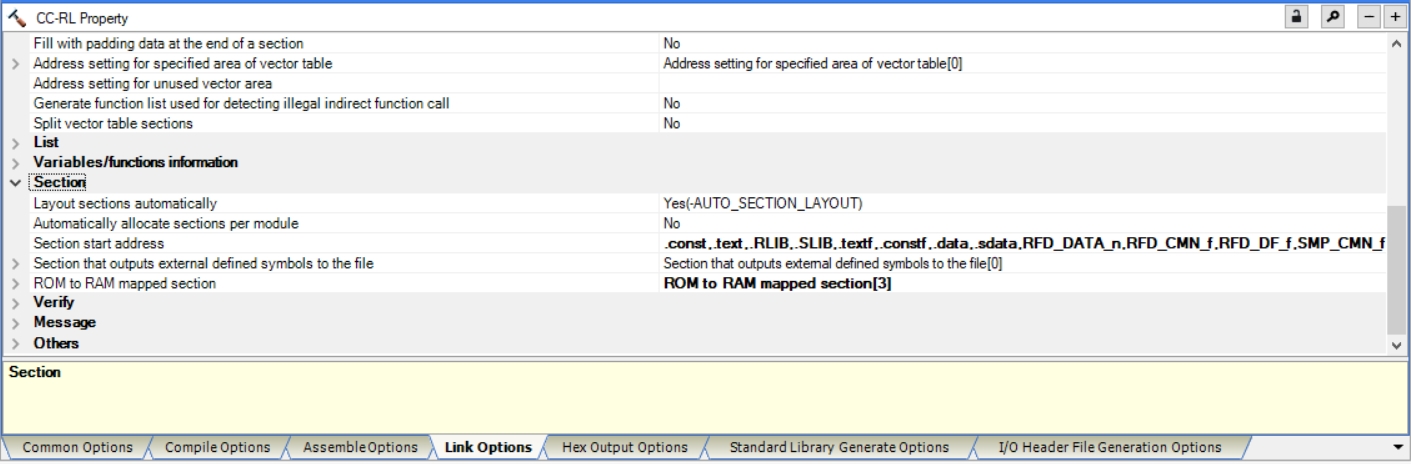 CC-RL Property
Fill with padding data at the end of a section No
Address setting for specified area of vector table Address setting for specified area of vector table[0]
Address setting for unused vector area
Generate function list used for detecting illegal indirect function call No
Split vector table sections No
List
Variables/functions information
Section
Layout sections automatically Yes(-AUTO_SECTION_LAYOUT)
Automatically allocate sections per module No
Section start address .const,.text,.RLIB,.SLIB,.textf,.constf,.data,.sdata,RFD_DATA_n,RFD_CMN_f,RFD_DF_f,SMP_CMN_f
Section that outputs external defined symbols to the file Section that outputs external defined symbols to the file[0]
ROM to RAM mapped section ROM to RAM mapped section[3]
Verify
Message
Others
Section
Common Options Compile Options Assemble Options Link Options Hex Output Options Standard Library Generate Options I/O Header File Generation Options